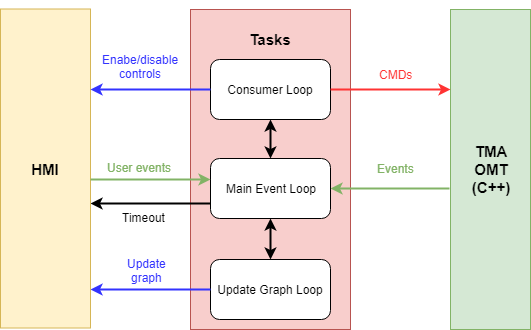 Tasks
Enabe/disable
controls
Consumer Loop
CMDs
HMI
User events
Main Event Loop
Events
TMA
OMT
(C++)
Timeout
Update
graph
Update Graph Loop